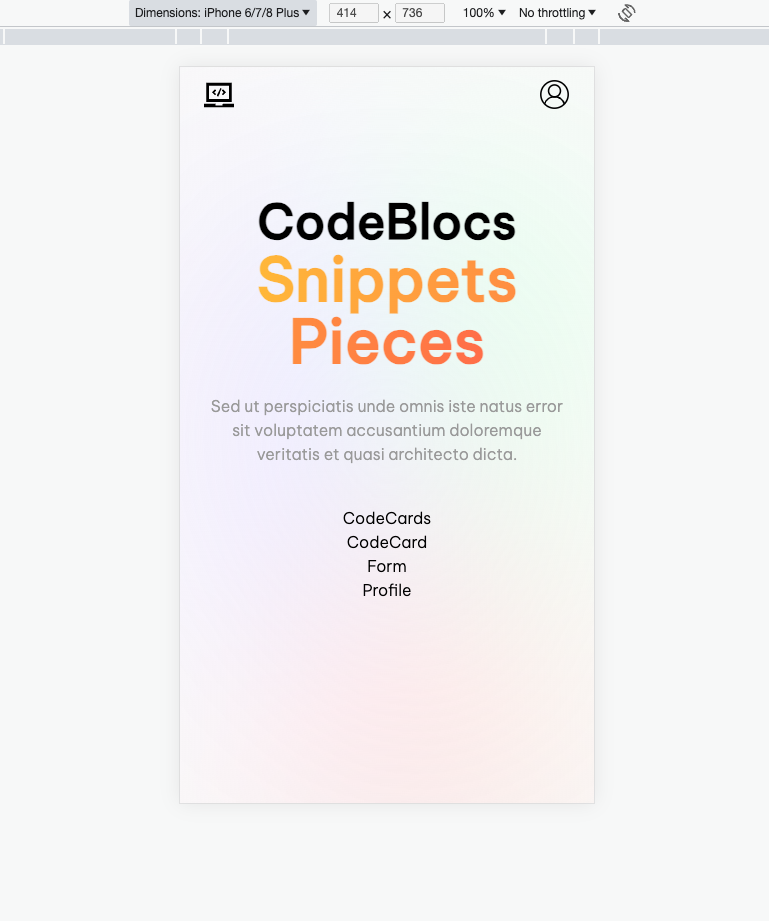 Dimensions: iPhone 6/7/8 Plus ▼ 414 × 736 100% ▼ No throttling ▼
</>
CodeBlocs
Snippets
Pieces
Sed ut perspiciatis unde omnis iste natus error
sit voluptatem accusantium doloremque
veritatis et quasi architecto dicta.
CodeCards
CodeCard
Form
Profile